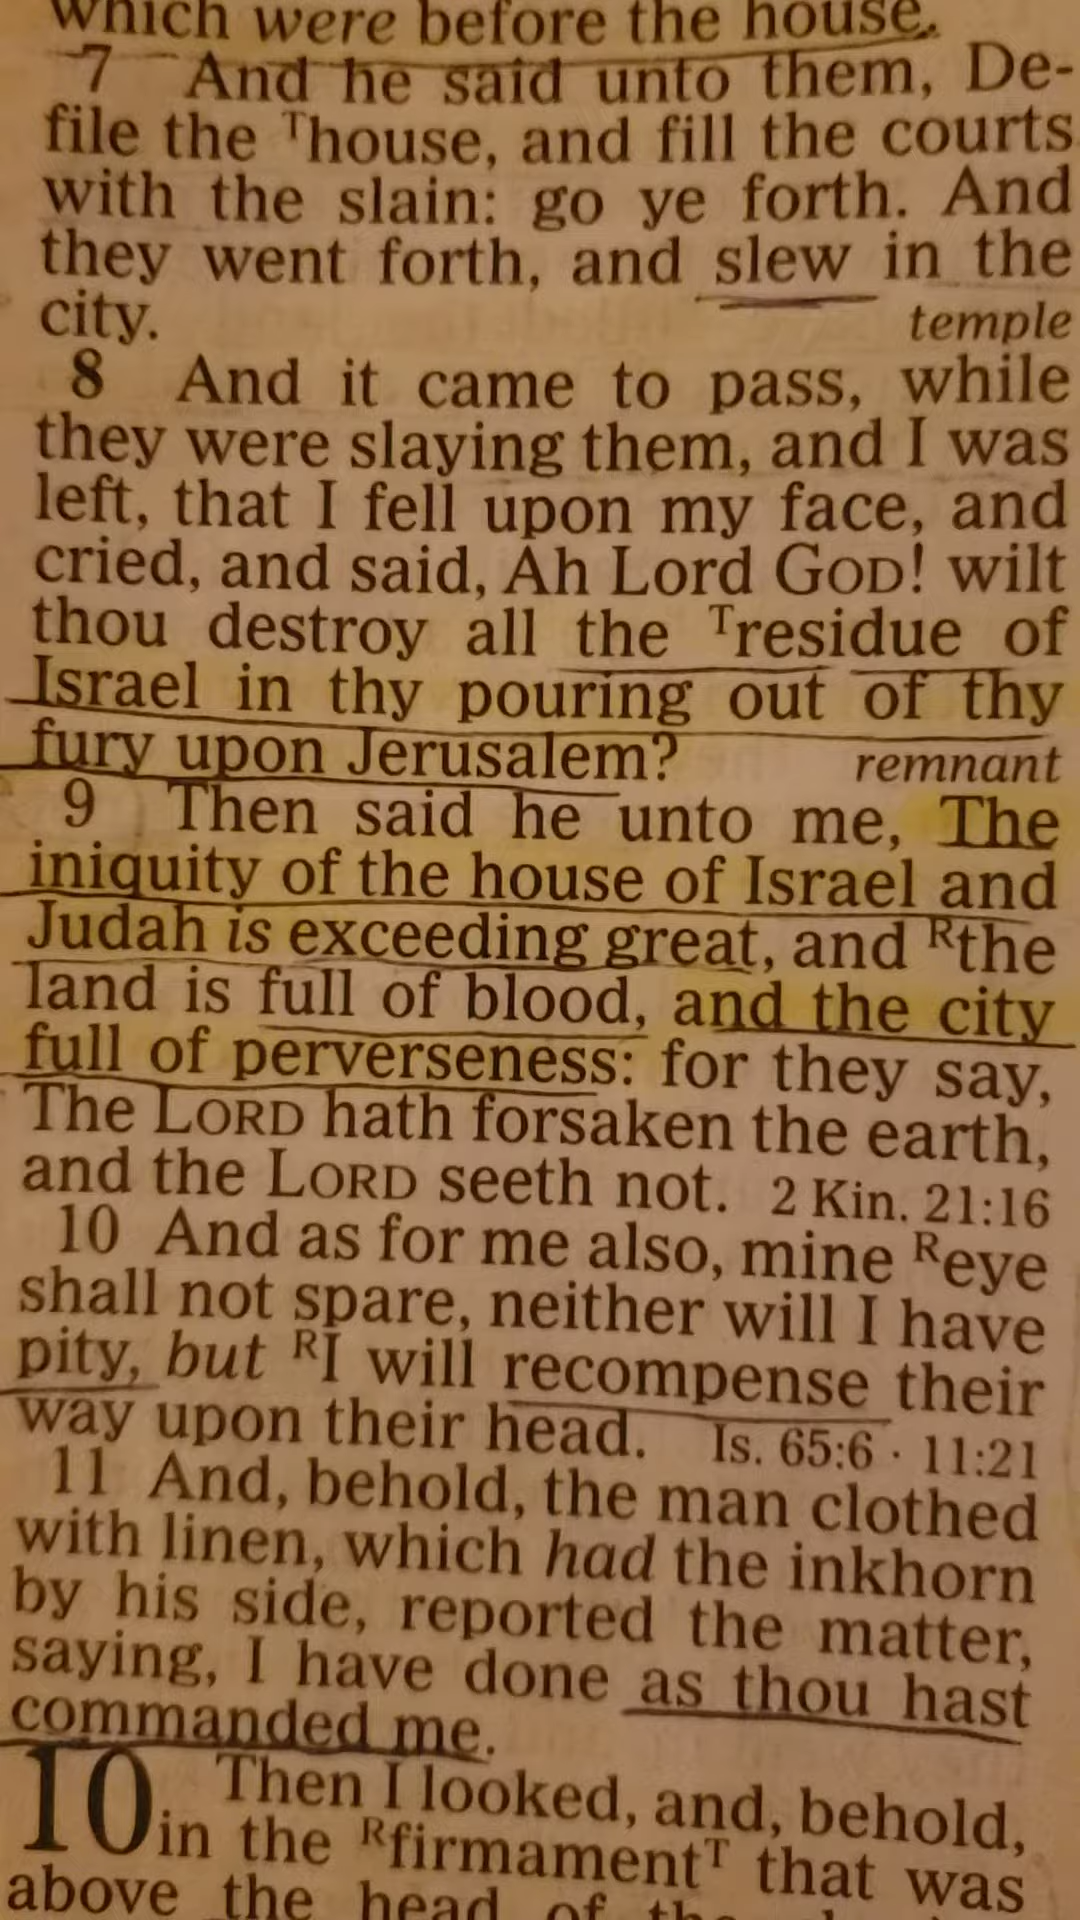 which were before the house.
7 And he said unto them, De-
file the ᵀhouse, and fill the courts
with the slain: go ye forth. And
they went forth, and slew in the
city. temple
8 And it came to pass, while
they were slaying them, and I was
left, that I fell upon my face, and
cried, and said, Ah Lord GOD! wilt
thou destroy all the ᵀresidue of
Israel in thy pouring out of thy
fury upon Jerusalem? remnant
9 Then said he unto me, The
iniquity of the house of Israel and
Judah is exceeding great, and ᴿthe
land is full of blood, and the city
full of perverseness: for they say,
The LORD hath forsaken the earth,
and the LORD seeth not. 2 Kin. 21:16
10 And as for me also, mine ᴿeye
shall not spare, neither will I have
pity, but ᴿI will recompense their
way upon their head. Is. 65:6 · 11:21
11 And, behold, the man clothed
with linen, which had the inkhorn
by his side, reported the matter,
saying, I have done as thou hast
commanded me.
10 Then I looked, and, behold,
in the ᴿfirmamentᵀ that was
above the head of the